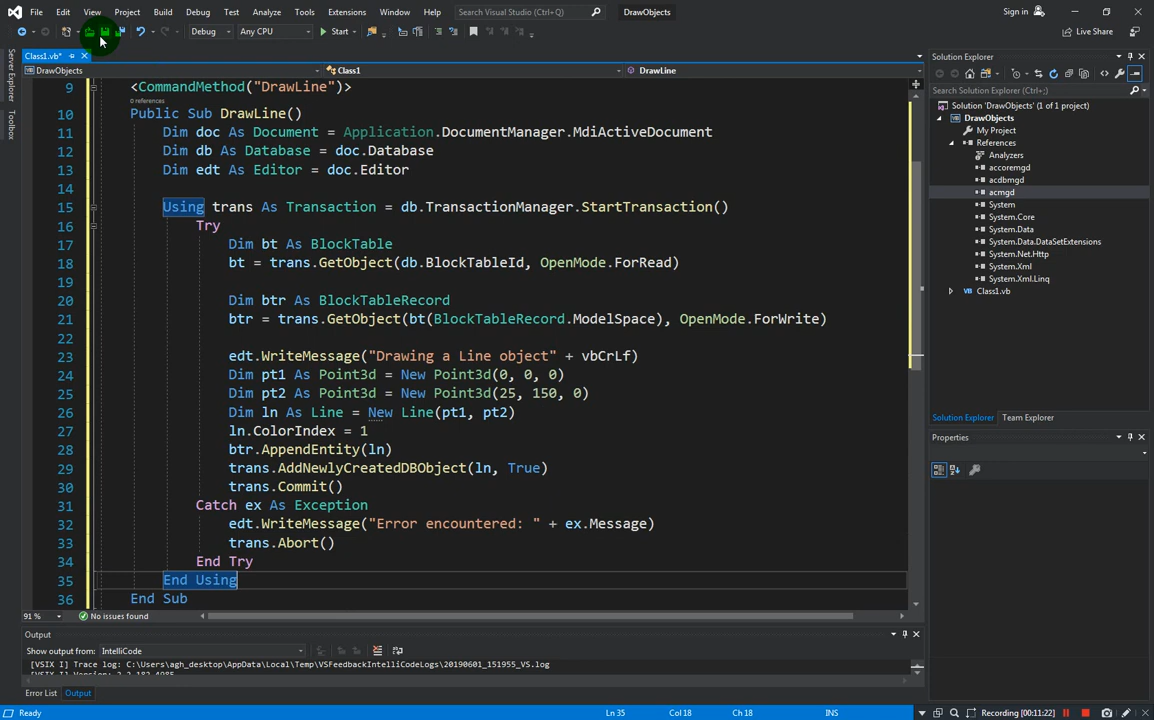 File Edit View Project Build Debug Test Analyze Tools Extensions Window Help Search Visual Studio (Ctrl+Q) DrawObjects Sign in
Debug Any CPU Start Live Share
Server Explorer
Toolbox
Class1.vb*
DrawObjects Class1 DrawLine
9 <CommandMethod("DrawLine")>
0 references
10 Public Sub DrawLine()
11 Dim doc As Document = Application.DocumentManager.MdiActiveDocument
12 Dim db As Database = doc.Database
13 Dim edt As Editor = doc.Editor
14
15 Using trans As Transaction = db.TransactionManager.StartTransaction()
16 Try
17 Dim bt As BlockTable
18 bt = trans.GetObject(db.BlockTableId, OpenMode.ForRead)
19
20 Dim btr As BlockTableRecord
21 btr = trans.GetObject(bt(BlockTableRecord.ModelSpace), OpenMode.ForWrite)
22
23 edt.WriteMessage("Drawing a Line object" + vbCrLf)
24 Dim pt1 As Point3d = New Point3d(0, 0, 0)
25 Dim pt2 As Point3d = New Point3d(25, 150, 0)
26 Dim ln As Line = New Line(pt1, pt2)
27 ln.ColorIndex = 1
28 btr.AppendEntity(ln)
29 trans.AddNewlyCreatedDBObject(ln, True)
30 trans.Commit()
31 Catch ex As Exception
32 edt.WriteMessage("Error encountered: " + ex.Message)
33 trans.Abort()
34 End Try
35 End Using
36 End Sub
91 % No issues found
Output
Show output from: IntelliCode
[VSIX I] Trace log: C:\Users\agh_desktop\AppData\Local\Temp\VSFeedbackIntelliCodeLogs\20190601_151955_VS.log
Error List Output
Solution Explorer
Search Solution Explorer (Ctrl+;)
Solution 'DrawObjects' (1 of 1 project)
DrawObjects
My Project
References
Analyzers
accoremgd
acdbmgd
acmgd
System
System.Core
System.Data
System.Data.DataSetExtensions
System.Net.Http
System.Xml
System.Xml.Linq
Class1.vb
Solution Explorer Team Explorer
Properties
Ready Ln 35 Col 18 Ch 18 INS Recording [00:11:22]